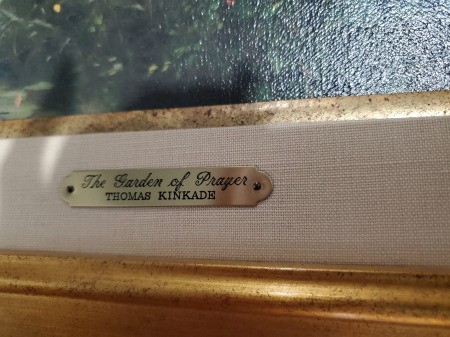 The Garden of Prayer
THOMAS KINKADE